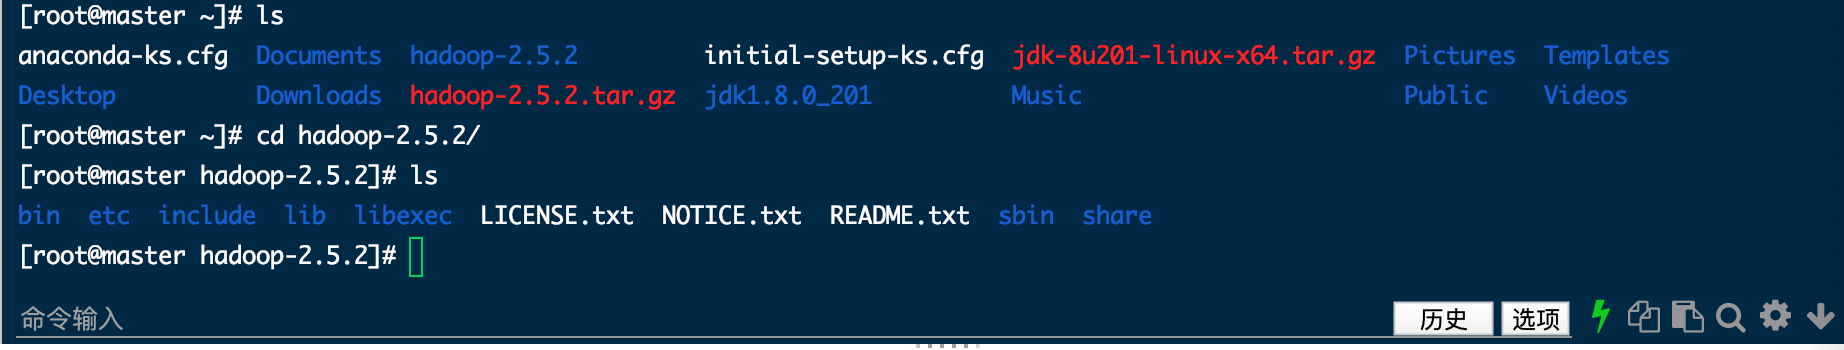 [root@master ~]# ls
anaconda-ks.cfg  Documents  hadoop-2.5.2         initial-setup-ks.cfg  jdk-8u201-linux-x64.tar.gz  Pictures  Templates
Desktop          Downloads  hadoop-2.5.2.tar.gz  jdk1.8.0_201          Music                       Public    Videos
[root@master ~]# cd hadoop-2.5.2/
[root@master hadoop-2.5.2]# ls
bin  etc  include  lib  libexec  LICENSE.txt  NOTICE.txt  README.txt  sbin  share
[root@master hadoop-2.5.2]#
命令输入 历史 选项